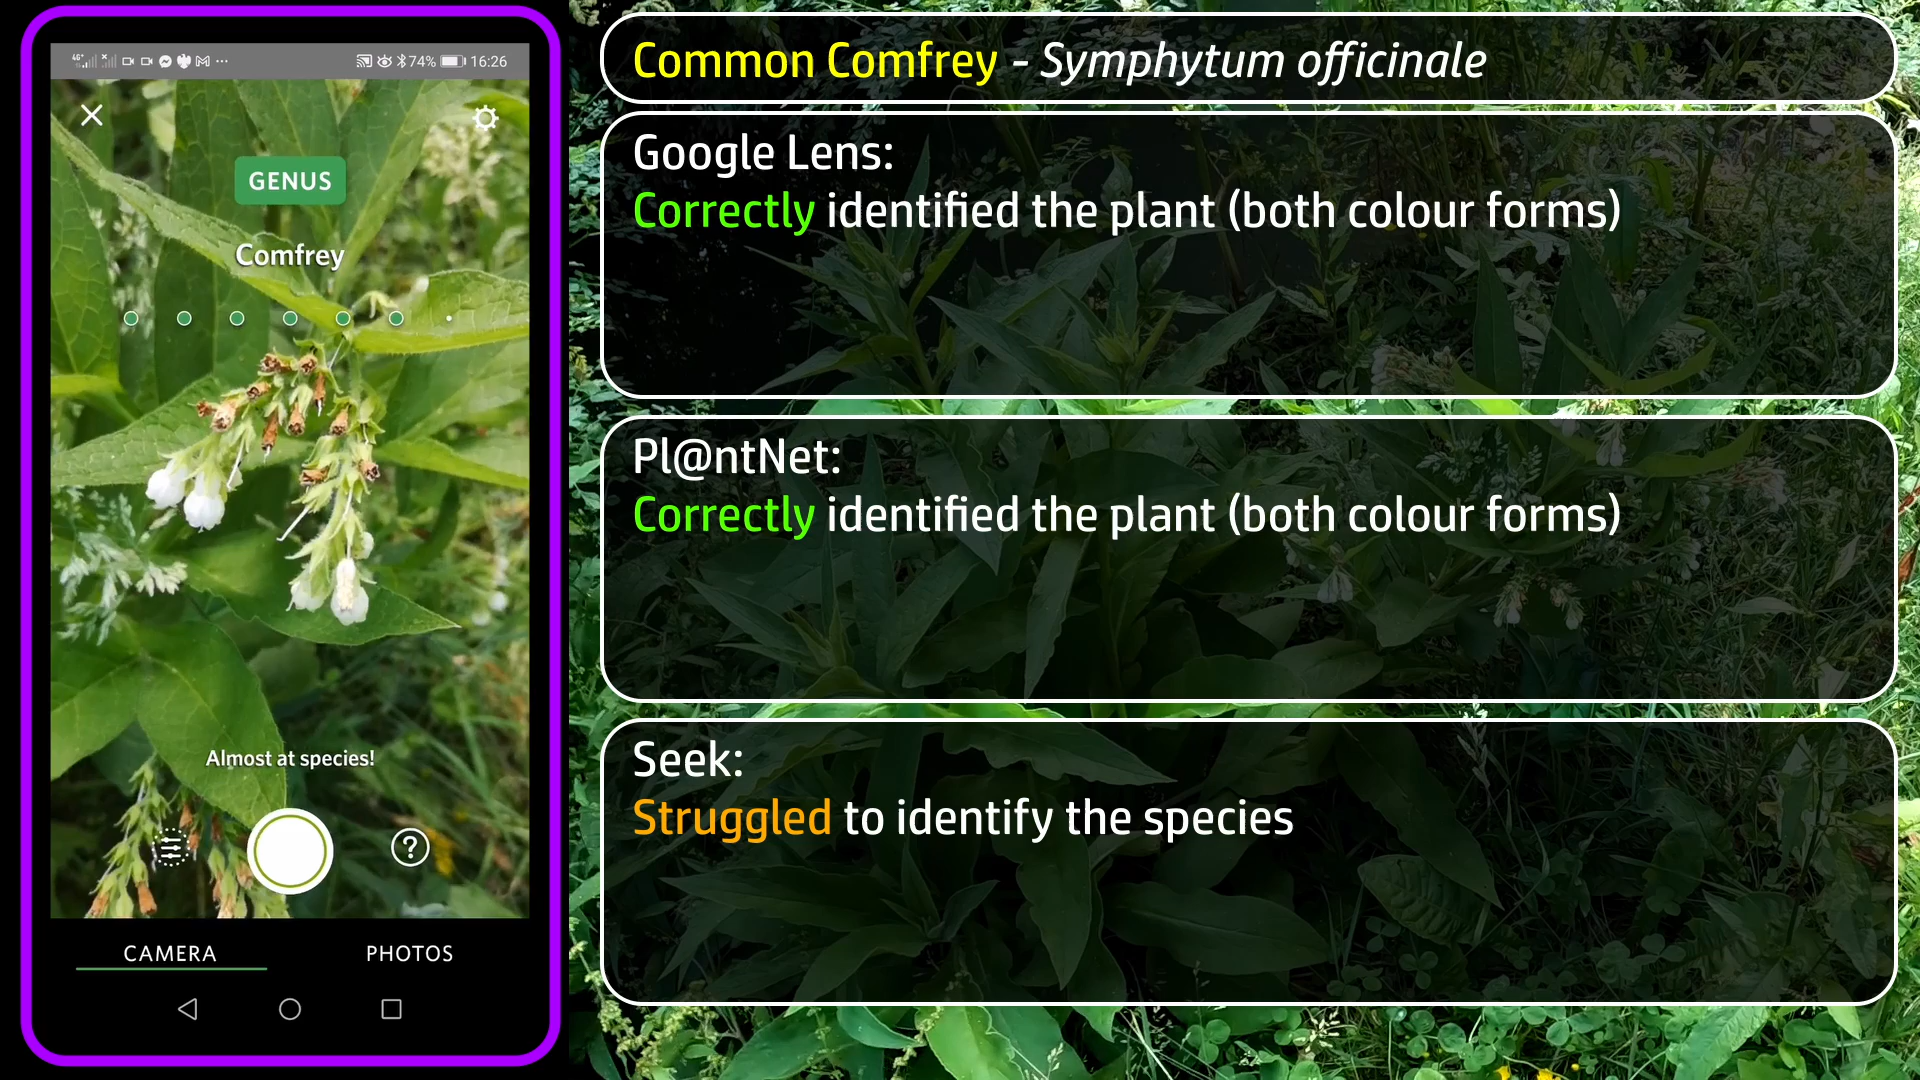 4G+ 74% 16:26
GENUS
Comfrey
Almost at species!
CAMERA PHOTOS
Common Comfrey - Symphytum officinale
Google Lens:
Correctly identified the plant (both colour forms)
Pl@ntNet:
Correctly identified the plant (both colour forms)
Seek:
Struggled to identify the species